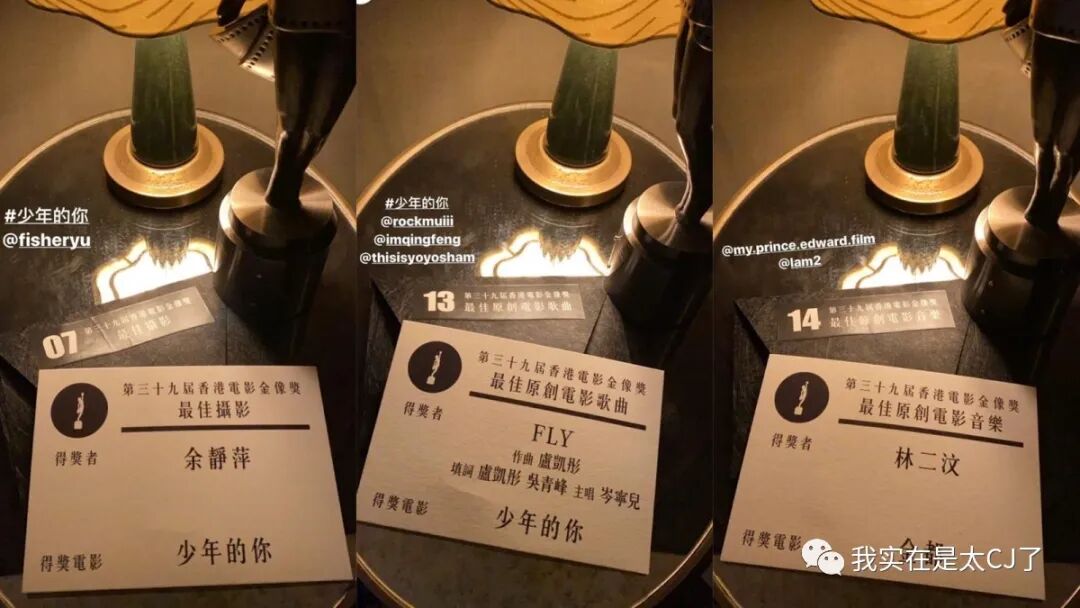 #少年的你
@fisheryu
07
第三十九屆香港電影金像獎
最佳攝影
第三十九屆香港電影金像獎
最佳攝影
得獎者
余靜萍
得獎電影
少年的你
#少年的你
@rockmuiii
@imqingfeng
@thisisyoyosham
13
第三十九屆香港電影金像獎
最佳原創電影歌曲
第三十九屆香港電影金像獎
最佳原創電影歌曲
得獎者
FLY
作曲 盧凱彤
填詞 盧凱彤 吳青峰 主唱 岑寧兒
得獎電影
少年的你
@my.prince.edward.film
@lam2
14
第三十九屆香港電影金像獎
最佳原創電影音樂
第三十九屆香港電影金像獎
最佳原創電影音樂
得獎者
林二汶
得獎電影
我实在是太CJ了